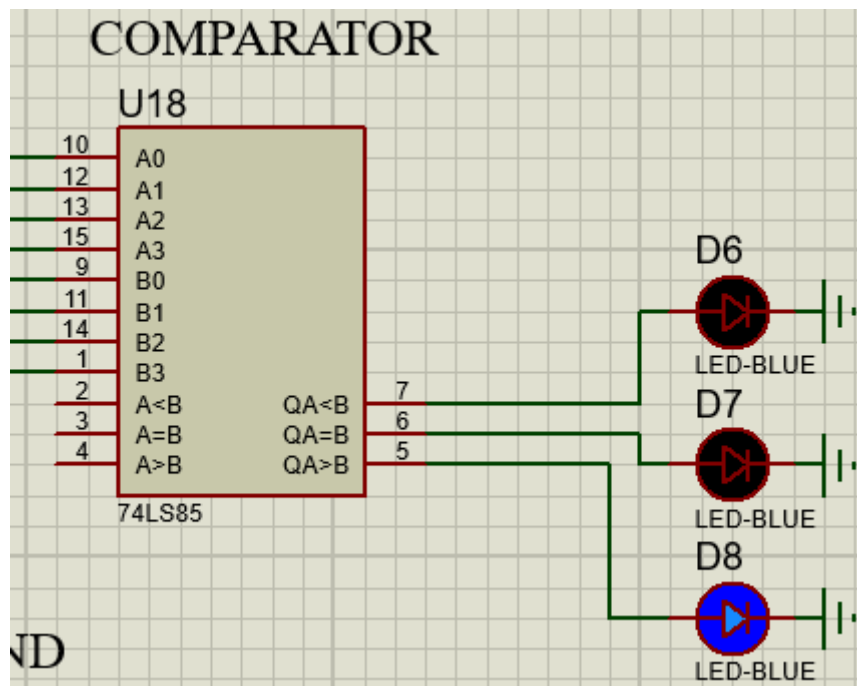 COMPARATOR
U18
10 A0
12 A1
13 A2
15 A3
9 B0
11 B1
14 B2
1 B3
2 A<B QA<B 7
3 A=B QA=B 6
4 A>B QA>B 5
74LS85
D6
LED-BLUE
D7
LED-BLUE
D8
LED-BLUE
ND